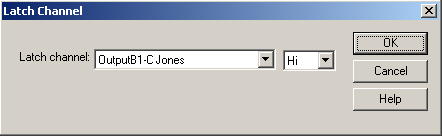 Latch Channel
Latch channel: OutputB1-C Jones Hi
OK
Cancel
Help